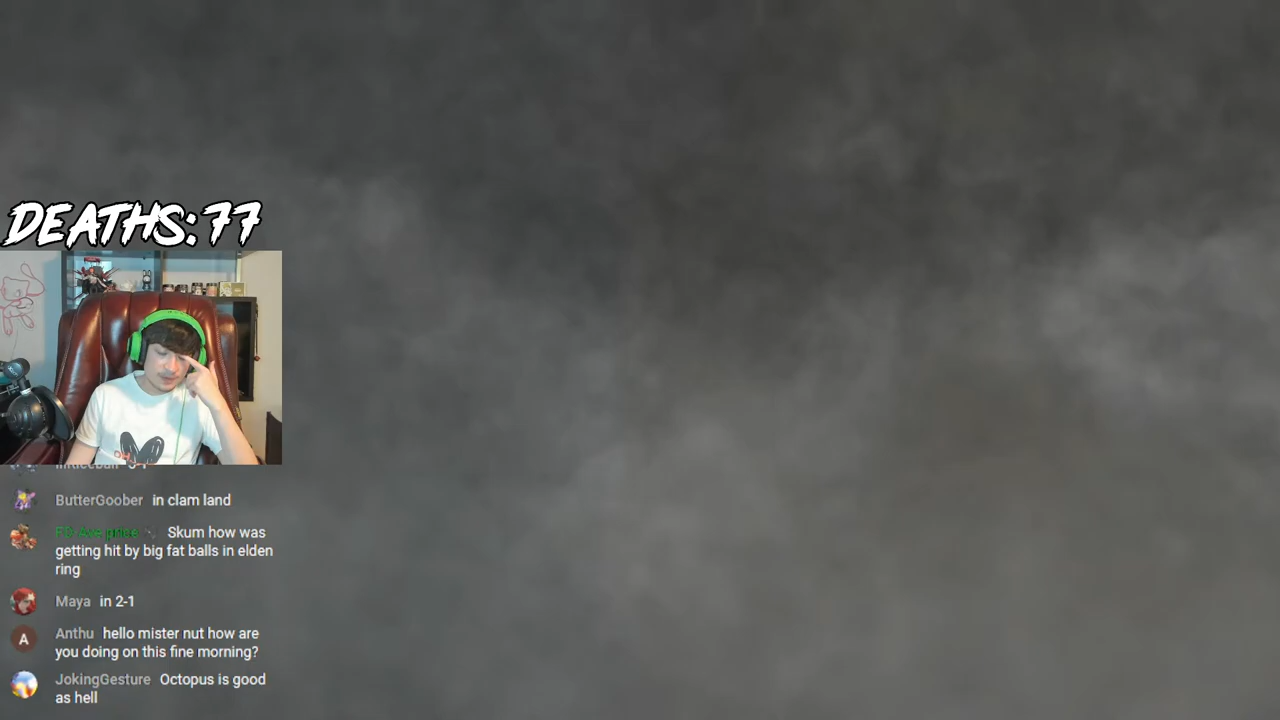 DEATHS: 77
ButterGoober in clam land
Skum how was
getting hit by big fat balls in elden
ring
Maya in 2-1
A Anthu hello mister nut how are
you doing on this fine morning?
JokingGesture Octopus is good
as hell